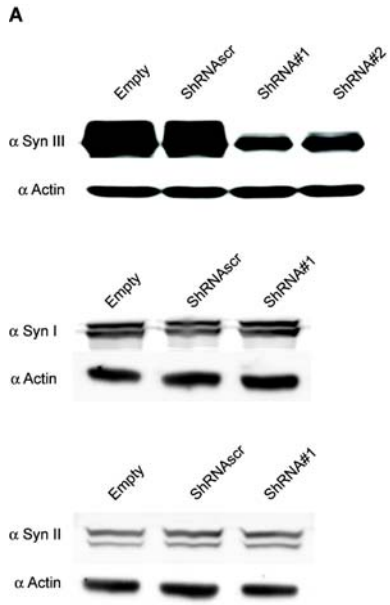 A
Empty ShRNAscr ShRNA#1 ShRNA#2
α Syn III
α Actin
Empty ShRNAscr ShRNA#1
α Syn I
α Actin
Empty ShRNAscr ShRNA#1
α Syn II
α Actin